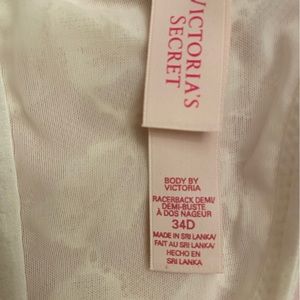 VICTORIA'S
SECRET
BODY BY
VICTORIA
RACERBACK DEMI/
DEMI-BUSTE
À DOS NAGEUR
34D
MADE IN SRI LANKA/
FAIT AU SRI LANKA/
HECHO EN
SRI LANKA